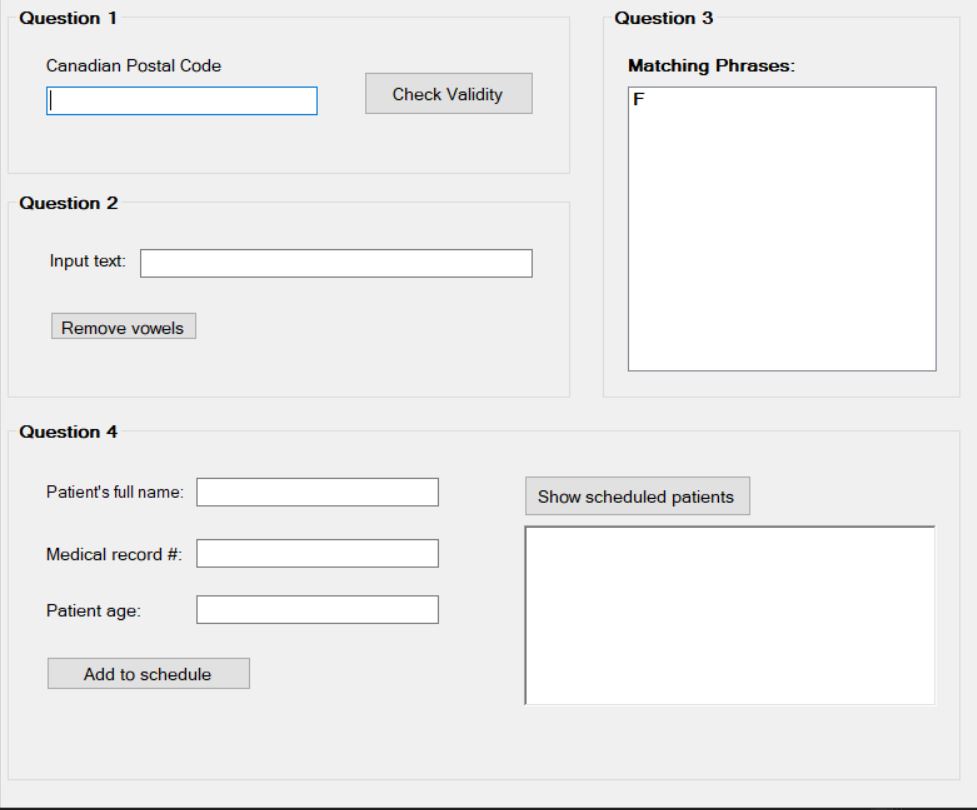 Question 1
Canadian Postal Code
Check Validity
Question 2
Input text:
Remove vowels
Question 3
Matching Phrases:
F
Question 4
Patient's full name:
Medical record #:
Patient age:
Add to schedule
Show scheduled patients